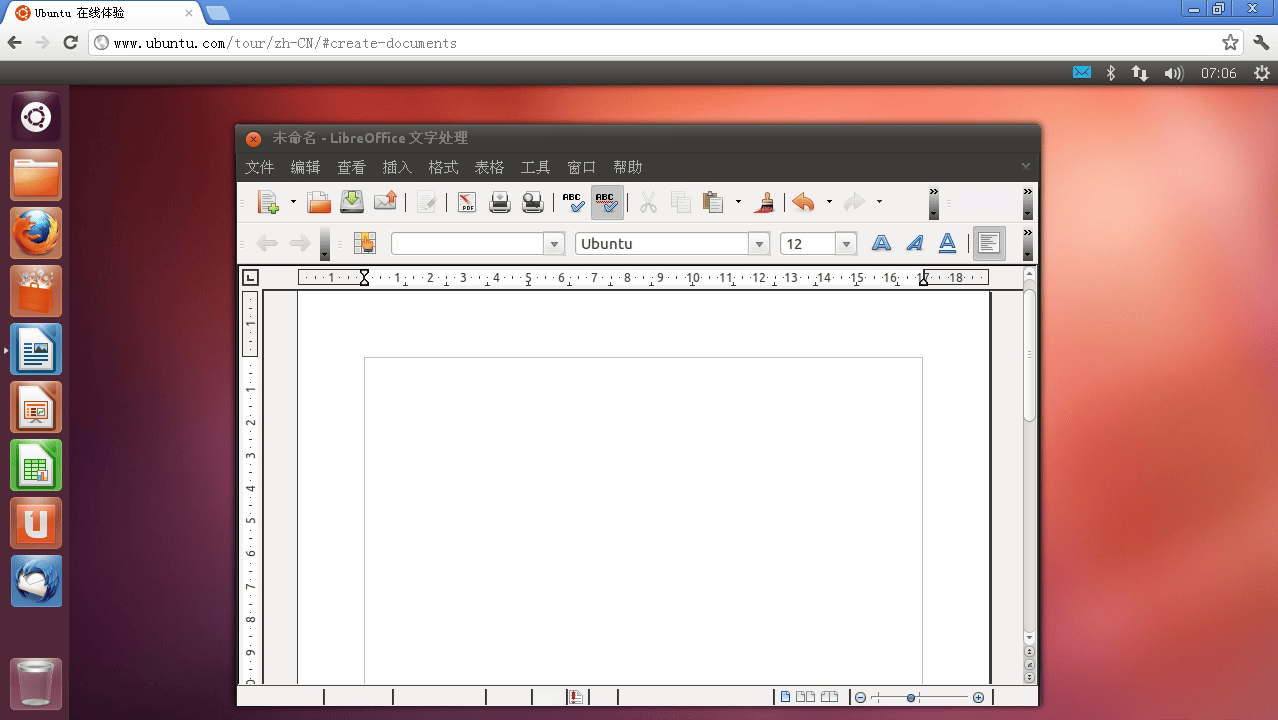 Ubuntu 在线体验
www.ubuntu.com/tour/zh-CN/#create-documents
07:06
未命名 - LibreOffice 文字处理
文件 编辑 查看 插入 格式 表格 工具 窗口 帮助
PDF ABC ABC
Ubuntu 12
1 1 2 3 4 5 6 7 8 9 10 11 12 13 14 15 16 17 18
1
1
2
3
4
5
6
7
8
9